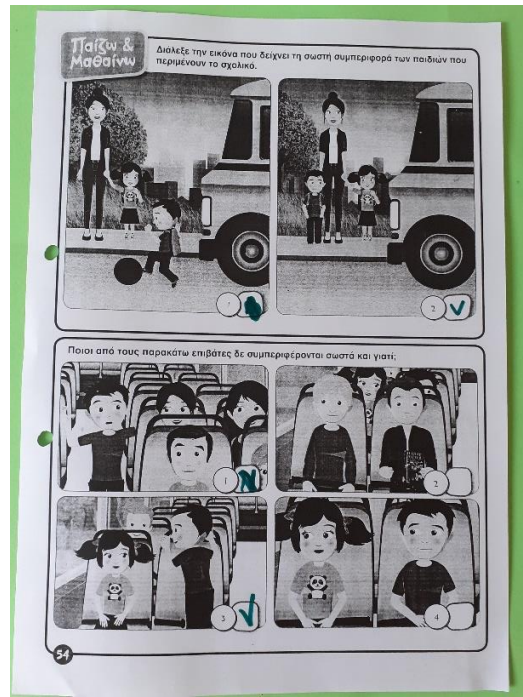 Παίζω &
Μαθαίνω
Διάλεξε την εικόνα που δείχνει τη σωστή συμπεριφορά των παιδιών που
περιμένουν το σχολικό.
1
2 ✓
Ποιοι από τους παρακάτω επιβάτες δε συμπεριφέρονται σωστά και γιατί;
1
2
3 ✓
4
54